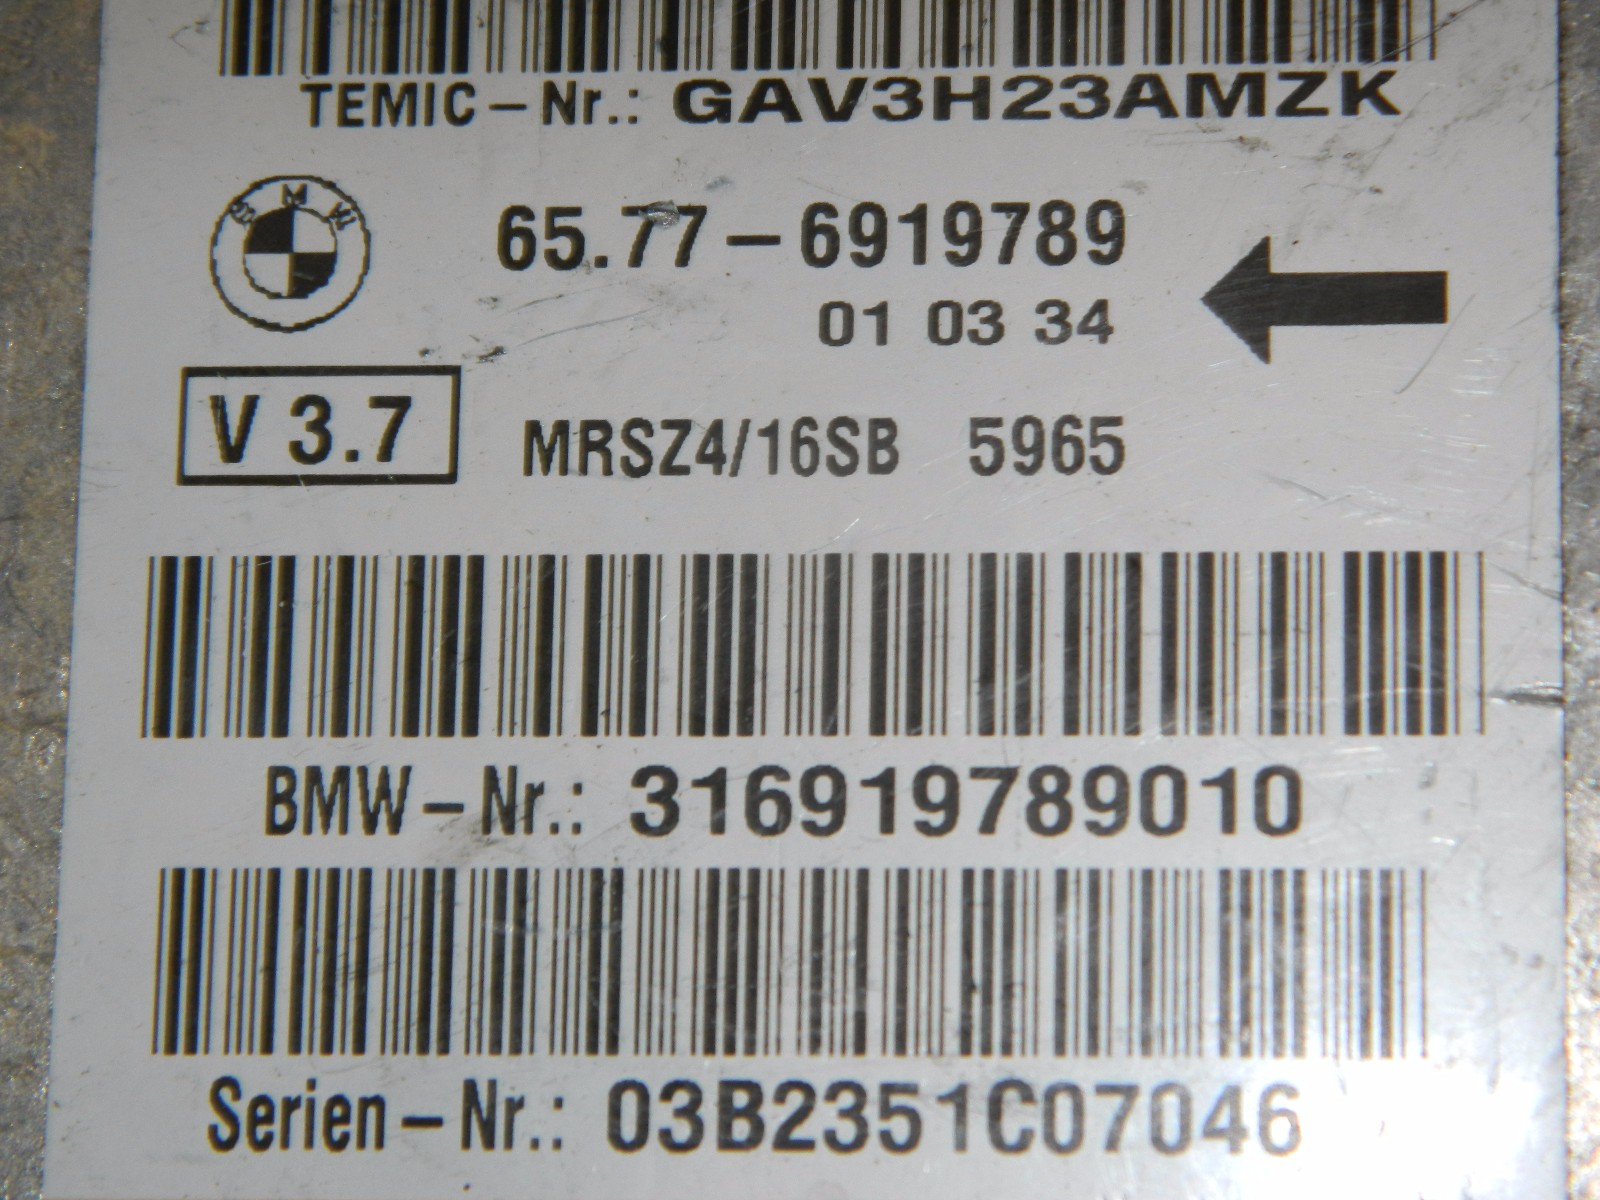 TEMIC-Nr.: GAV3H23AMZK
BMW
65.77-6919789
01 03 34
V 3.7
MRSZ4/16SB 5965
BMW-Nr.: 316919789010
Serien-Nr.: 03B2351C07046